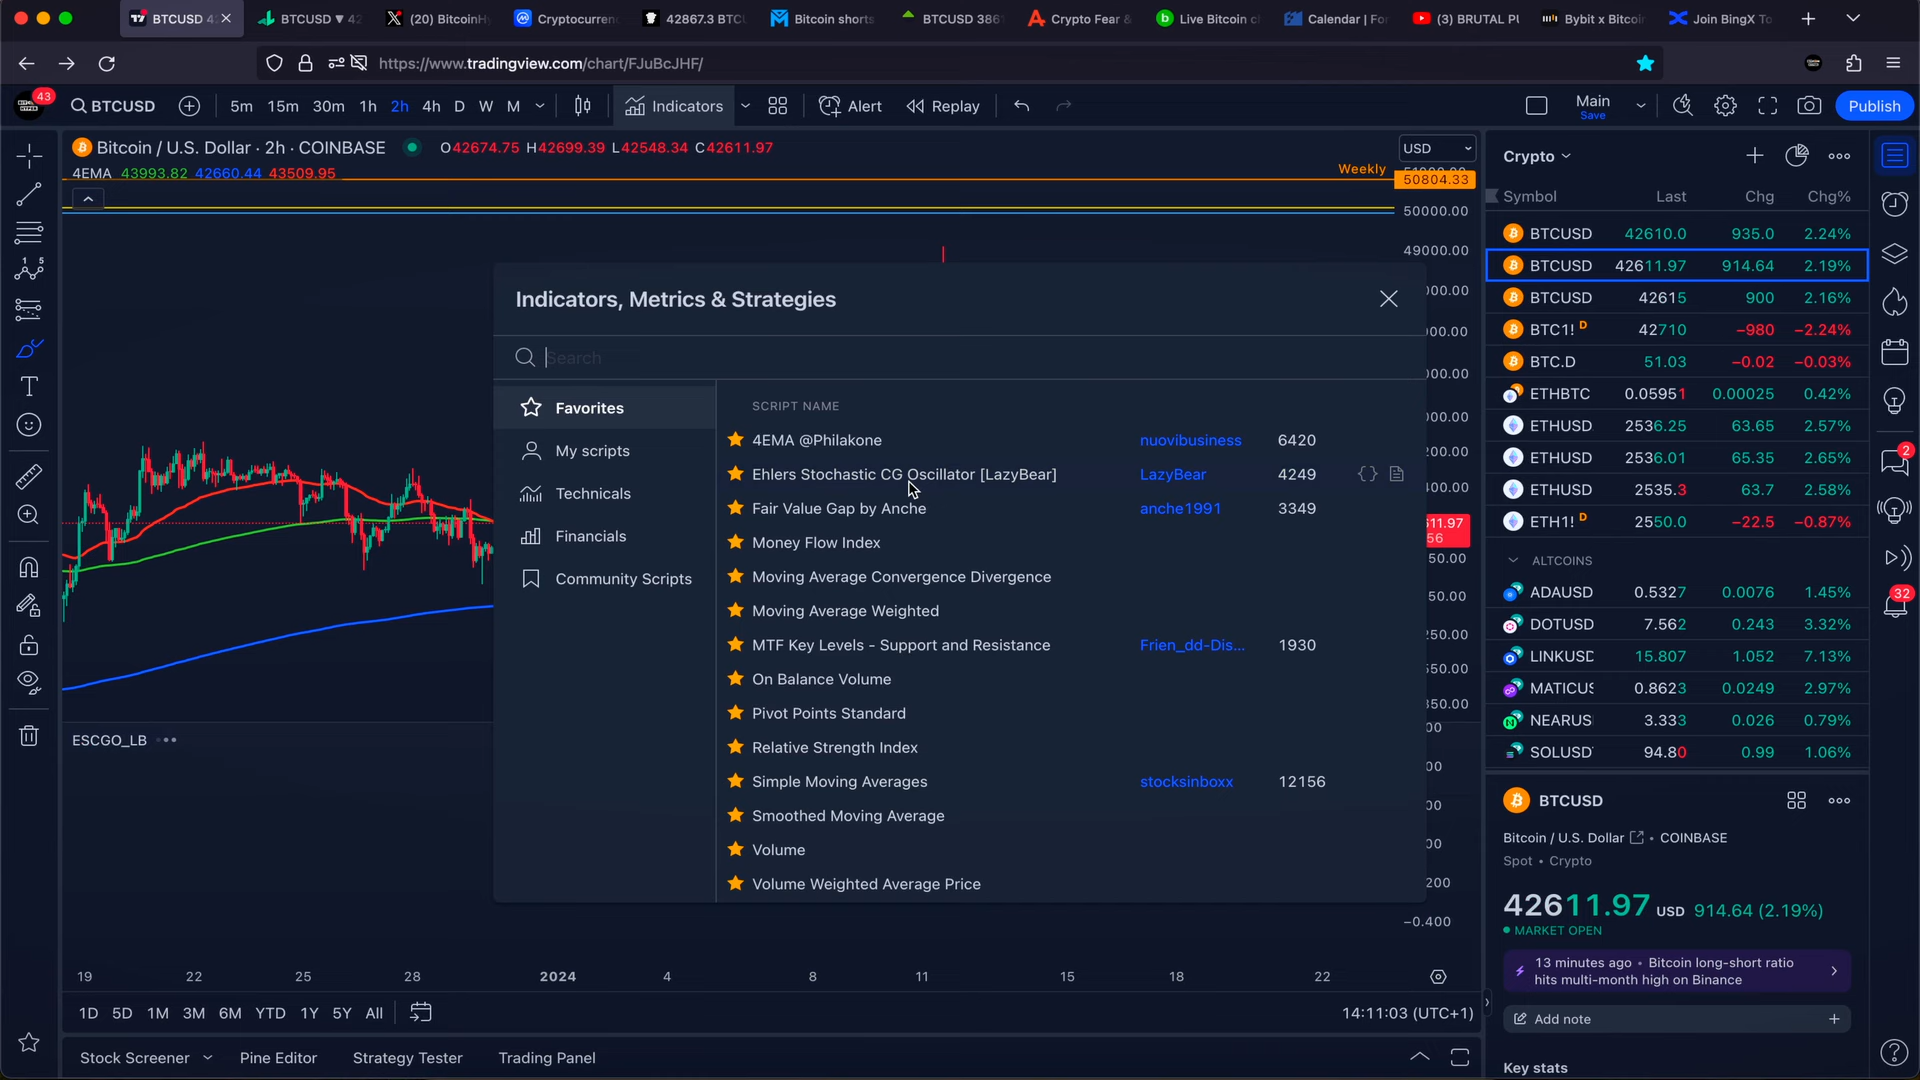 BTCUSD 4
BTCUSD ▼ 42
(20) BitcoinHy
Cryptocurren
42867.3 BTCU
Bitcoin shorts
BTCUSD 386
Crypto Fear &
Live Bitcoin c
Calendar | For
(3) BRUTAL PU
Bybit x Bitcoin
Join BingX To
https://www.tradingview.com/chart/FJuBcJHF/
43
BTCUSD
5m 15m 30m 1h 2h 4h D W M
Indicators
Alert
Replay
Main
Save
Publish
Bitcoin / U.S. Dollar · 2h · COINBASE
O42674.75 H42699.39 L42548.34 C42611.97
USD
4EMA 43993.82 42660.44 43509.95
Weekly
50804.33
50000.00
49000.00
Indicators, Metrics & Strategies
Search
Favorites
My scripts
Technicals
Financials
Community Scripts
SCRIPT NAME
4EMA @Philakone nuovibusiness 6420
Ehlers Stochastic CG Oscillator [LazyBear] LazyBear 4249
Fair Value Gap by Anche anche1991 3349
Money Flow Index
Moving Average Convergence Divergence
Moving Average Weighted
MTF Key Levels - Support and Resistance Frien_dd-Dis... 1930
On Balance Volume
Pivot Points Standard
Relative Strength Index
Simple Moving Averages stocksinboxx 12156
Smoothed Moving Average
Volume
Volume Weighted Average Price
ESCGO_LB
−0.400
19 22 25 28 2024 4 8 11 15 18 22
1D 5D 1M 3M 6M YTD 1Y 5Y All
14:11:03 (UTC+1)
Stock Screener
Pine Editor
Strategy Tester
Trading Panel
Crypto
Symbol Last Chg Chg%
BTCUSD 42610.0 935.0 2.24%
BTCUSD 42611.97 914.64 2.19%
BTCUSD 42615 900 2.16%
BTC1! D 42710 −980 −2.24%
BTC.D 51.03 −0.02 −0.03%
ETHBTC 0.05951 0.00025 0.42%
ETHUSD 2536.25 63.65 2.57%
ETHUSD 2536.01 65.35 2.65%
ETHUSD 2535.3 63.7 2.58%
ETH1! D 2550.0 −22.5 −0.87%
ALTCOINS
ADAUSD 0.5327 0.0076 1.45%
DOTUSD 7.562 0.243 3.32%
LINKUSD 15.807 1.052 7.13%
MATICUS 0.8623 0.0249 2.97%
NEARUS 3.333 0.026 0.79%
SOLUSD 94.80 0.99 1.06%
BTCUSD
Bitcoin / U.S. Dollar • COINBASE
Spot • Crypto
42611.97 USD 914.64 (2.19%)
MARKET OPEN
13 minutes ago • Bitcoin long-short ratio
hits multi-month high on Binance
Add note
Key stats
2
32